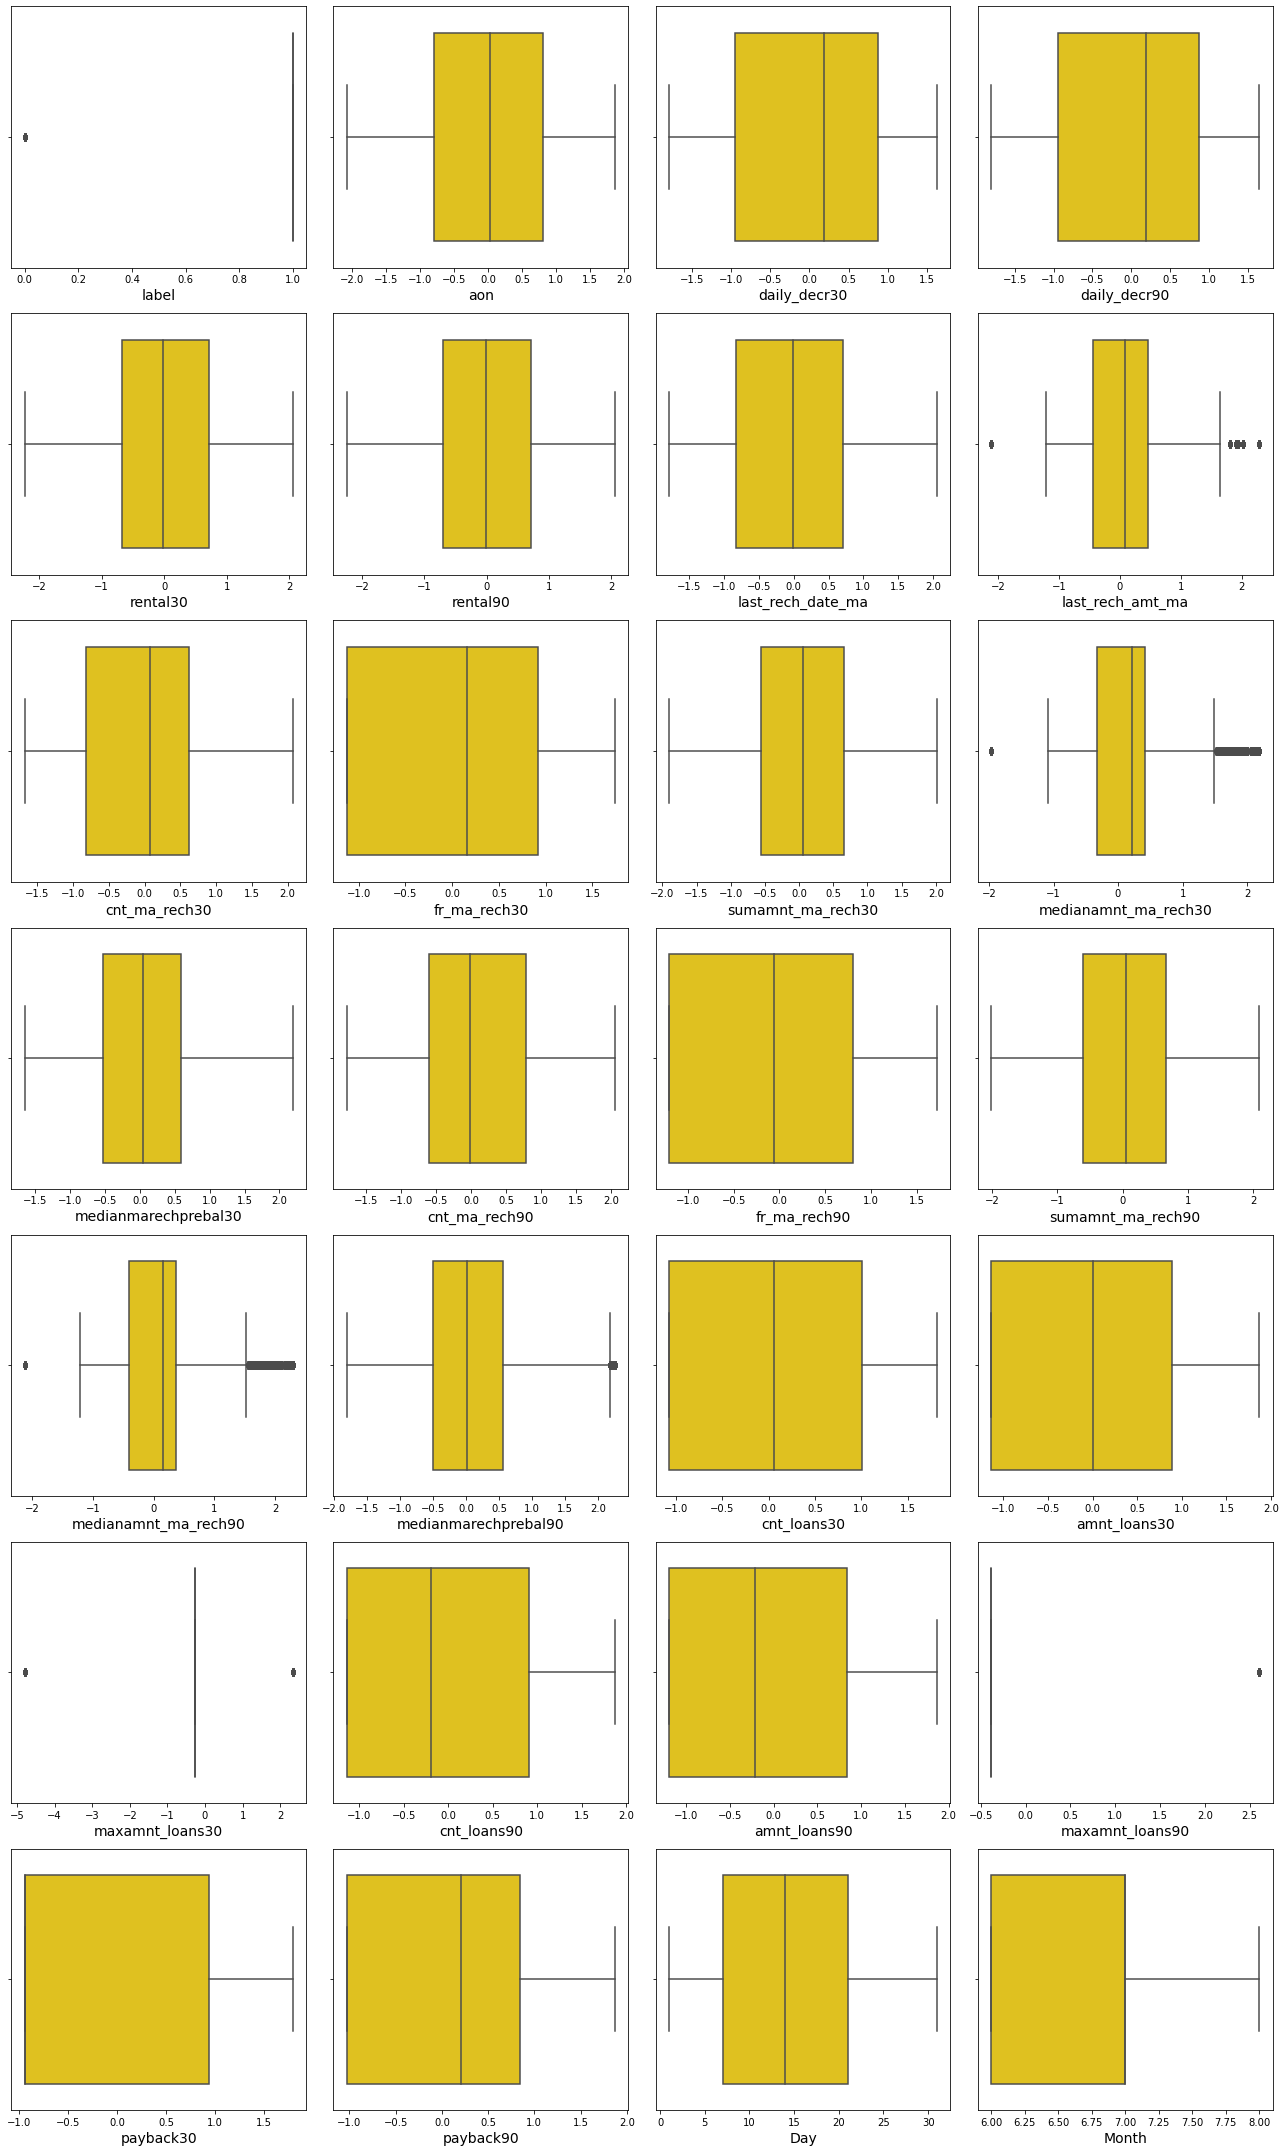 0.0 0.2 0.4 0.6 0.8 1.0
label
−2.0 −1.5 −1.0 −0.5 0.0 0.5 1.0 1.5 2.0
aon
−1.5 −1.0 −0.5 0.0 0.5 1.0 1.5
daily_decr30
−1.5 −1.0 −0.5 0.0 0.5 1.0 1.5
daily_decr90
−2 −1 0 1 2
rental30
−2 −1 0 1 2
rental90
−1.5 −1.0 −0.5 0.0 0.5 1.0 1.5 2.0
last_rech_date_ma
−2 −1 0 1 2
last_rech_amt_ma
−1.5 −1.0 −0.5 0.0 0.5 1.0 1.5 2.0
cnt_ma_rech30
−1.0 −0.5 0.0 0.5 1.0 1.5
fr_ma_rech30
−2.0 −1.5 −1.0 −0.5 0.0 0.5 1.0 1.5 2.0
sumamnt_ma_rech30
−2 −1 0 1 2
medianamnt_ma_rech30
−1.5 −1.0 −0.5 0.0 0.5 1.0 1.5 2.0
medianmarechprebal30
−1.5 −1.0 −0.5 0.0 0.5 1.0 1.5 2.0
cnt_ma_rech90
−1.0 −0.5 0.0 0.5 1.0 1.5
fr_ma_rech90
−2 −1 0 1 2
sumamnt_ma_rech90
−2 −1 0 1 2
medianamnt_ma_rech90
−2.0 −1.5 −1.0 −0.5 0.0 0.5 1.0 1.5 2.0
medianmarechprebal90
−1.0 −0.5 0.0 0.5 1.0 1.5
cnt_loans30
−1.0 −0.5 0.0 0.5 1.0 1.5 2.0
amnt_loans30
−5 −4 −3 −2 −1 0 1 2
maxamnt_loans30
−1.0 −0.5 0.0 0.5 1.0 1.5 2.0
cnt_loans90
−1.0 −0.5 0.0 0.5 1.0 1.5 2.0
amnt_loans90
−0.5 0.0 0.5 1.0 1.5 2.0 2.5
maxamnt_loans90
−1.0 −0.5 0.0 0.5 1.0 1.5
payback30
−1.0 −0.5 0.0 0.5 1.0 1.5 2.0
payback90
0 5 10 15 20 25 30
Day
6.00 6.25 6.50 6.75 7.00 7.25 7.50 7.75 8.00
Month